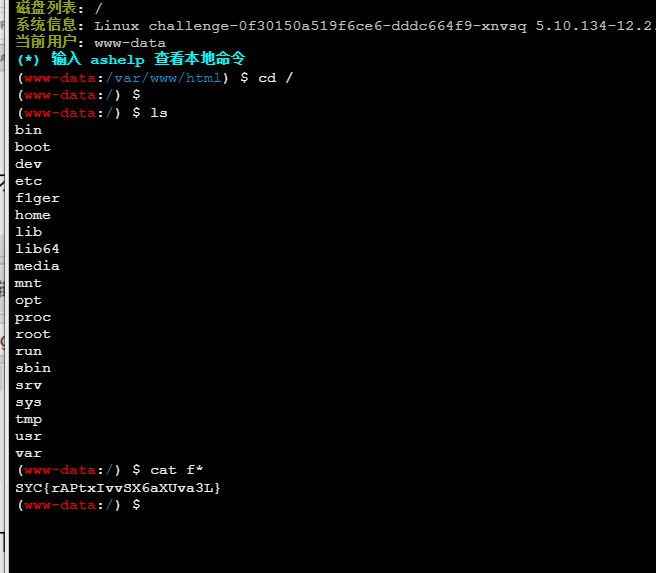 磁盘列表: /
系统信息: Linux challenge-0f30150a519f6ce6-dddc664f9-xnvsq 5.10.134-12.2.
当前用户: www-data
(*) 输入 ashelp 查看本地命令
(www-data:/var/www/html) $ cd /
(www-data:/) $
(www-data:/) $ ls
bin
boot
dev
etc
f1ger
home
lib
lib64
media
mnt
opt
proc
root
run
sbin
srv
sys
tmp
usr
var
(www-data:/) $ cat f*
SYC{rAPtxIvvSX6aXUva3L}
(www-data:/) $